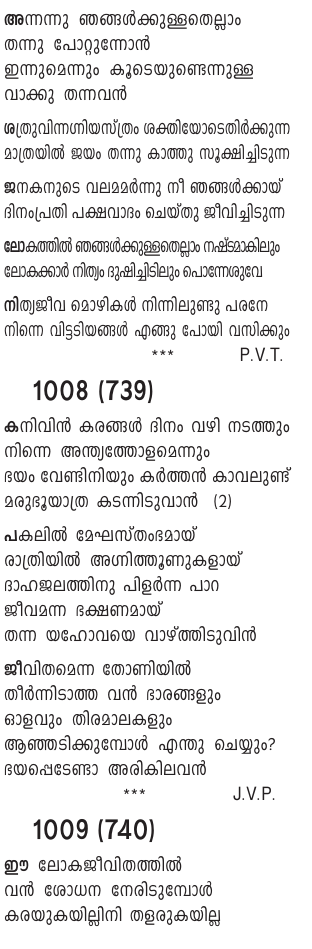 അന്നന്നു ഞങ്ങൾക്കുള്ളതെല്ലാം
തന്നു പോറ്റുന്നോൻ
ഇന്നുമെന്നും കൂടെയുണ്ടെന്നുള്ള
വാക്കു തന്നവൻ
ശത്രുവിന്നഗ്നിയസ്ത്രം ശക്തിയോടെതിർക്കുന്ന
മാത്രയിൽ ജയം തന്നു കാത്തു സൂക്ഷിച്ചിടുന്ന
ജനകനുടെ വലമമർന്നു നീ ഞങ്ങൾക്കായ്
ദിനംപ്രതി പക്ഷവാദം ചെയ്തു ജീവിച്ചിടുന്ന
ലോകത്തിൽ ഞങ്ങൾക്കുള്ളതെല്ലാം നഷ്ടമാകിലും
ലോകക്കാർ നിത്യം ദുഷിച്ചിടിലും പൊന്നേശുവേ
നിത്യജീവ മൊഴികൾ നിന്നിലുണ്ടു പരനേ
നിന്നെ വിട്ടടിയങ്ങൾ എങ്ങു പോയി വസിക്കും
*** P.V.T.
1008 (739)
കനിവിൻ കരങ്ങൾ ദിനം വഴി നടത്തും
നിന്നെ അന്ത്യത്തോളമെന്നും
ഭയം വേണ്ടിനിയും കർത്തൻ കാവലുണ്ട്
മരുഭൂയാത്ര കടന്നിടുവാൻ (2)
പകലിൽ മേഘസ്തംഭമായ്
രാത്രിയിൽ അഗ്നിത്തൂണുകളായ്
ദാഹജലത്തിനു പിളർന്ന പാറ
ജീവമന്ന ഭക്ഷണമായ്
തന്ന യഹോവയെ വാഴ്ത്തിടുവിൻ
ജീവിതമെന്ന തോണിയിൽ
തീർന്നിടാത്ത വൻ ഭാരങ്ങളും
ഓളവും തിരമാലകളും
ആഞ്ഞടിക്കുമ്പോൾ എന്തു ചെയ്യും?
ഭയപ്പെടേണ്ടാ അരികിലവൻ
*** J.V.P.
1009 (740)
ഈ ലോകജീവിതത്തിൽ
വൻ ശോധന നേരിടുമ്പോൾ
കരയുകയില്ലിനി തളരുകയില്ല